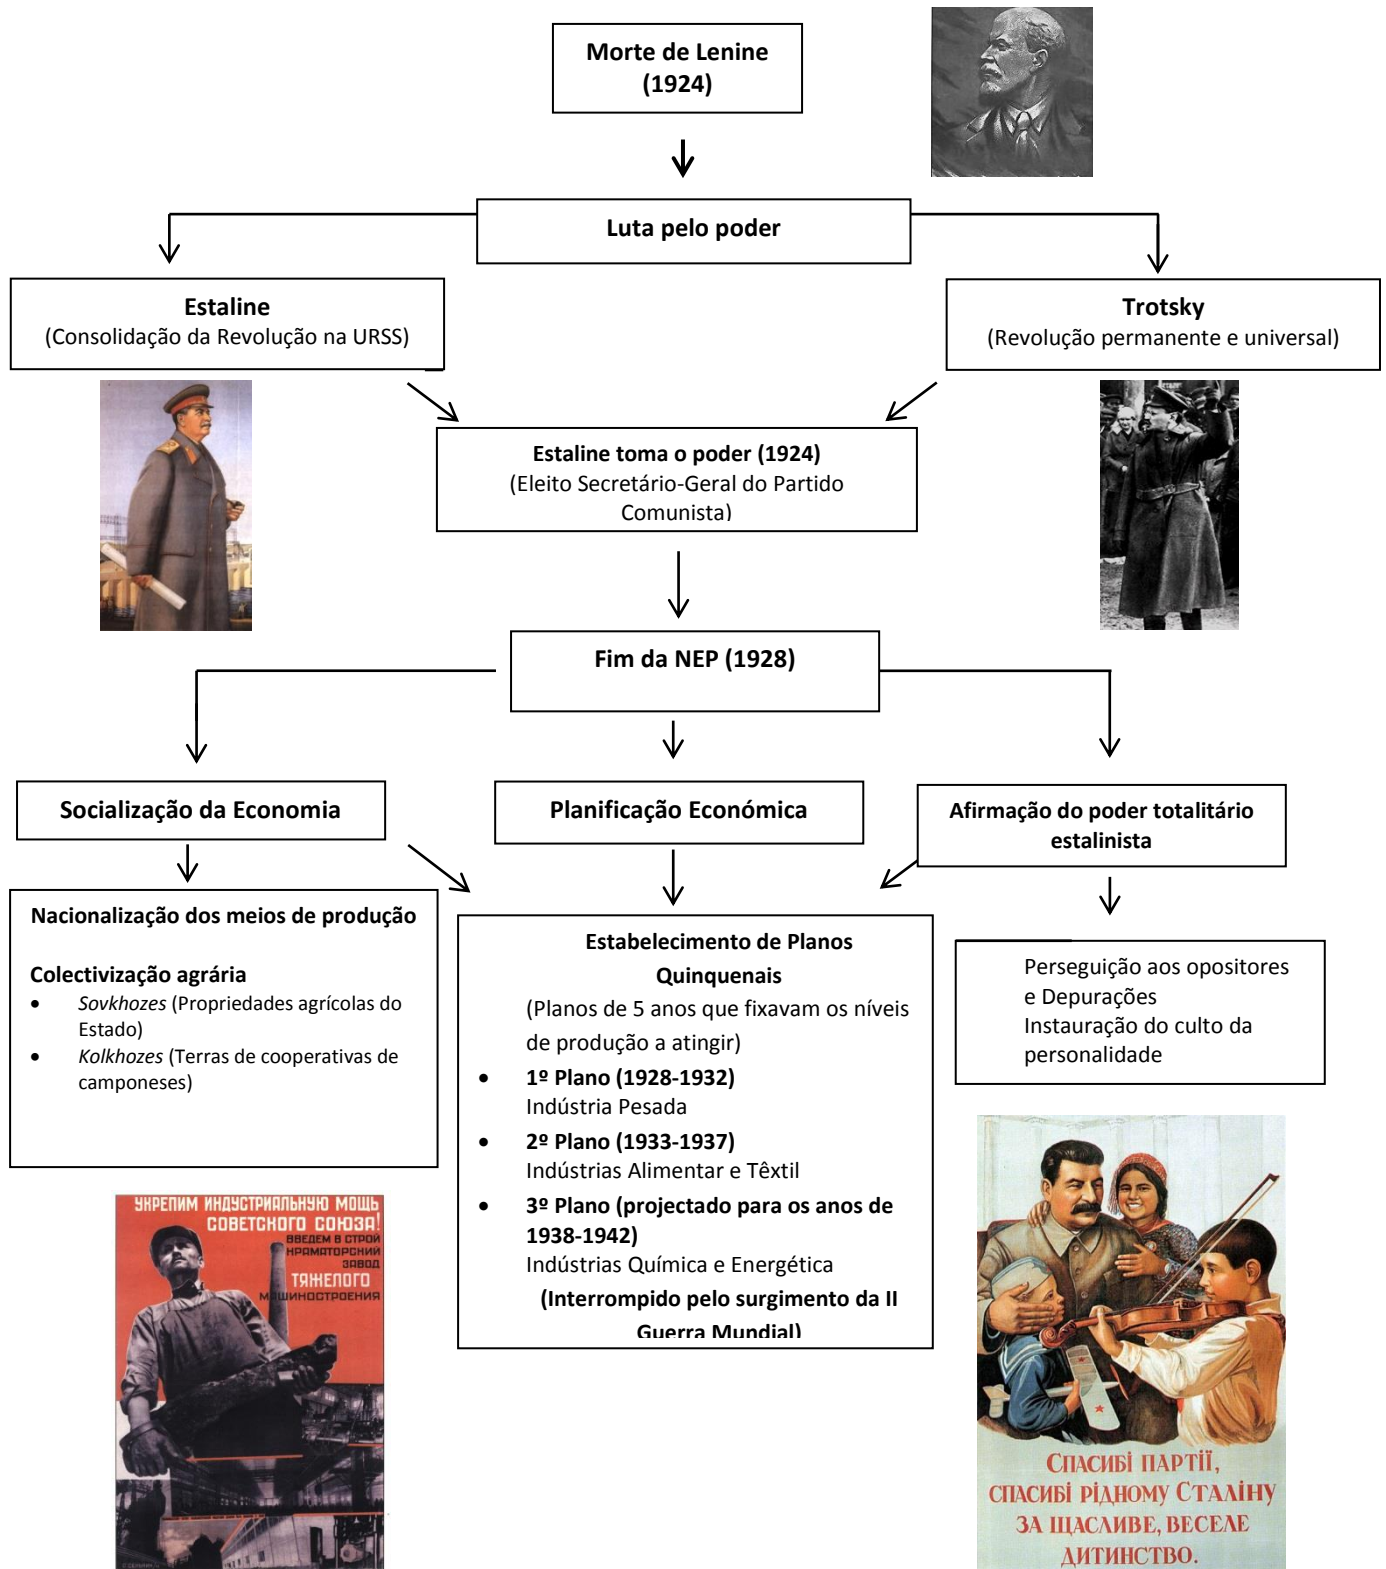 Morte de Lenine
(1924)
Luta pelo poder
Estaline
(Consolidação da Revolução na URSS)
Trotsky
(Revolução permanente e universal)
Estaline toma o poder (1924)
(Eleito Secretário-Geral do Partido
Comunista)
Fim da NEP (1928)
Socialização da Economia
Planificação Económica
Afirmação do poder totalitário
estalinista
Nacionalização dos meios de produção
Colectivização agrária
• Sovkhozes (Propriedades agrícolas do
Estado)
• Kolkhozes (Terras de cooperativas de
camponeses)
Estabelecimento de Planos
Quinquenais
(Planos de 5 anos que fixavam os níveis
de produção a atingir)
• 1º Plano (1928-1932)
Indústria Pesada
• 2º Plano (1933-1937)
Indústrias Alimentar e Têxtil
• 3º Plano (projectado para os anos de
1938-1942)
Indústrias Química e Energética
(Interrompido pelo surgimento da II
Guerra Mundial)
Perseguição aos opositores
e Depurações
Instauração do culto da
personalidade
УКРЕПИМ ИНДУСТРИАЛЬНУЮ МОЩЬ
СОВЕТСКОГО СОЮЗА!
ВВЕДЕМ В СТРОЙ
КРАМАТОРСКИЙ
ЗАВОД
ТЯЖЕЛОГО
МАШИНОСТРОЕНИЯ
СПАСИБІ ПАРТІЇ,
СПАСИБІ РІДНОМУ СТАЛІНУ
ЗА ЩАСЛИВЕ, ВЕСЕЛЕ
ДИТИНСТВО.